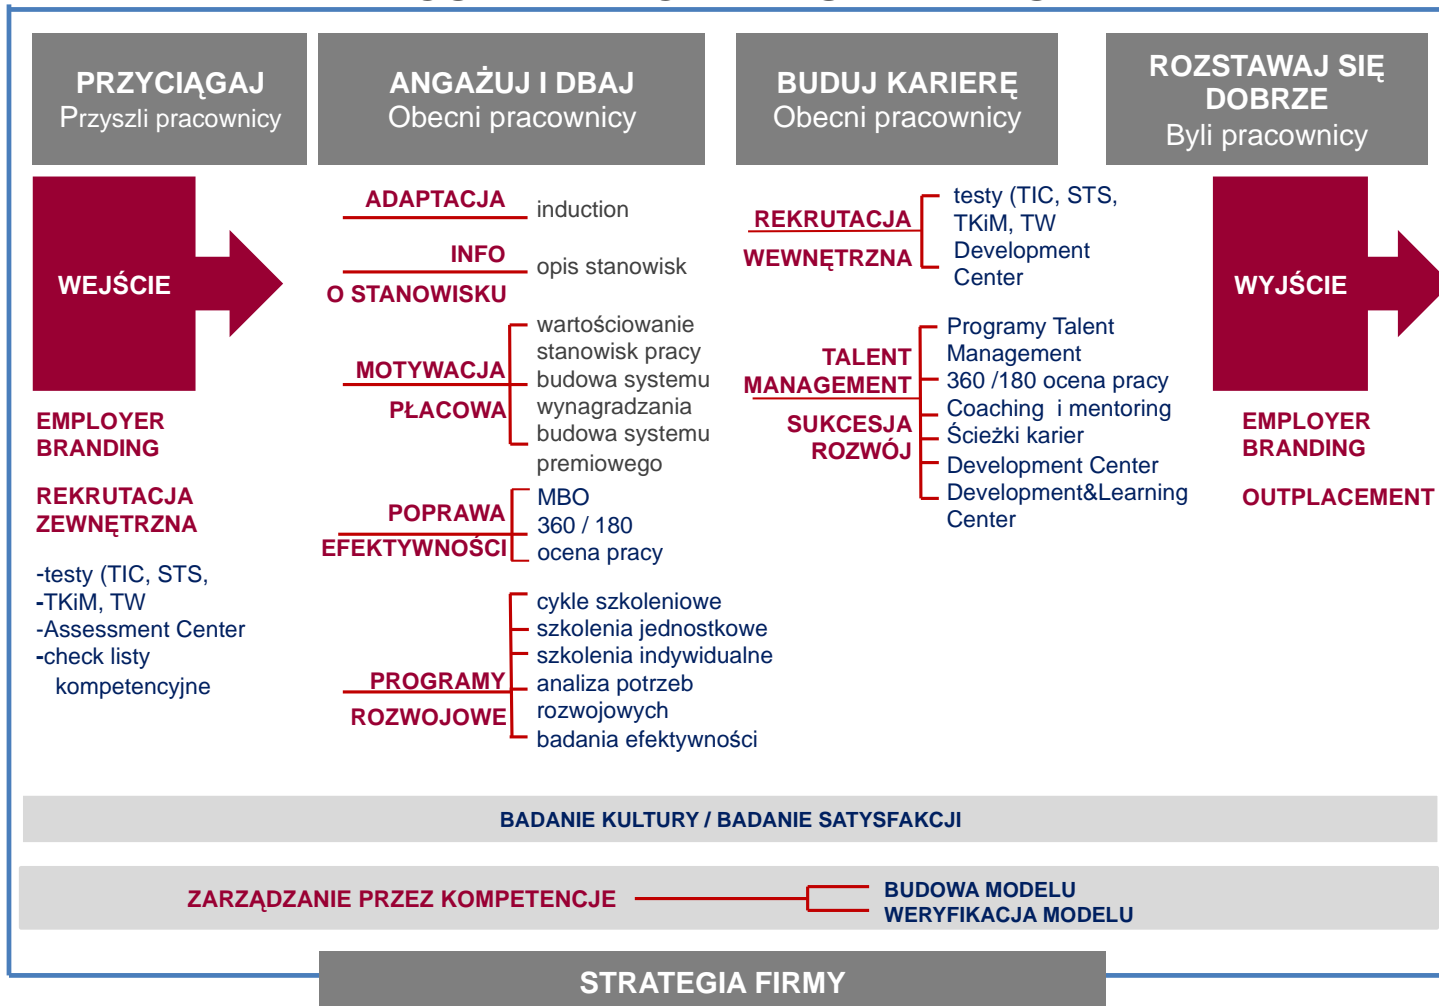 PRZYCIĄGAJ
Przyszli pracownicy
ANGAŻUJ I DBAJ
Obecni pracownicy
BUDUJ KARIERĘ
Obecni pracownicy
ROZSTAWAJ SIĘ
DOBRZE
Byli pracownicy
WEJŚCIE
EMPLOYER
BRANDING
REKRUTACJA
ZEWNĘTRZNA
-testy (TIC, STS,
-TKiM, TW
-Assessment Center
-check listy
kompetencyjne
ADAPTACJA
induction
INFO
O STANOWISKU
opis stanowisk
MOTYWACJA
PŁACOWA
wartościowanie
stanowisk pracy
budowa systemu
wynagradzania
budowa systemu
premiowego
POPRAWA
EFEKTYWNOŚCI
MBO
360 / 180
ocena pracy
PROGRAMY
ROZWOJOWE
cykle szkoleniowe
szkolenia jednostkowe
szkolenia indywidualne
analiza potrzeb
rozwojowych
badania efektywności
REKRUTACJA
WEWNĘTRZNA
testy (TIC, STS,
TKiM, TW
Development
Center
TALENT
MANAGEMENT
SUKCESJA
ROZWÓJ
Programy Talent
Management
360 /180 ocena pracy
Coaching i mentoring
Ścieżki karier
Development Center
Development&Learning
Center
WYJŚCIE
EMPLOYER
BRANDING
OUTPLACEMENT
BADANIE KULTURY / BADANIE SATYSFAKCJI
ZARZĄDZANIE PRZEZ KOMPETENCJE
BUDOWA MODELU
WERYFIKACJA MODELU
STRATEGIA FIRMY